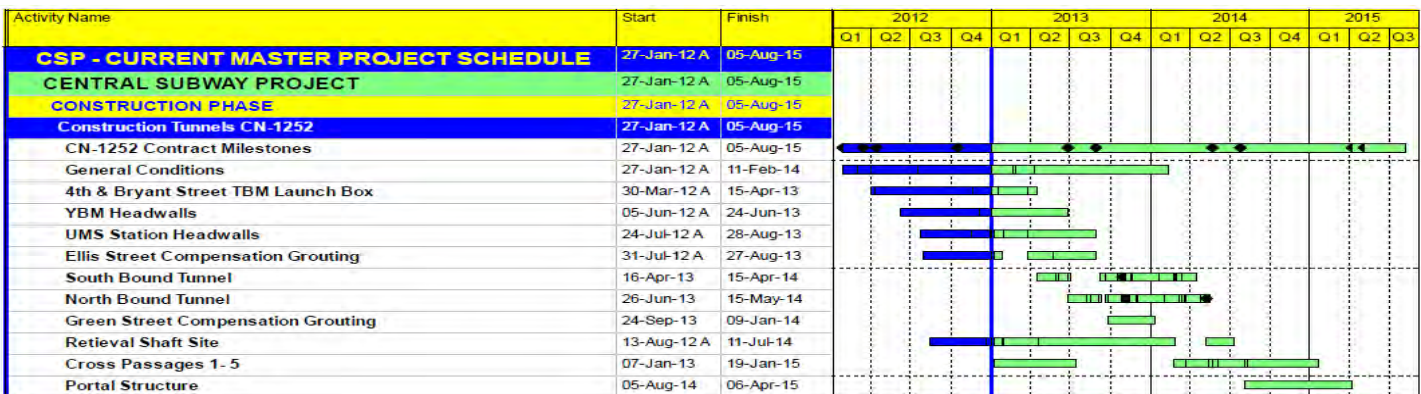 Activity Name Start Finish 2012 2013 2014 2015
Q1 Q2 Q3 Q4 Q1 Q2 Q3 Q4 Q1 Q2 Q3 Q4 Q1 Q2 Q3
CSP - CURRENT MASTER PROJECT SCHEDULE 27-Jan-12 A 05-Aug-15
CENTRAL SUBWAY PROJECT 27-Jan-12 A 05-Aug-15
CONSTRUCTION PHASE 27-Jan-12 A 05-Aug-15
Construction Tunnels CN-1252 27-Jan-12 A 05-Aug-15
CN-1252 Contract Milestones 27-Jan-12 A 05-Aug-15
General Conditions 27-Jan-12 A 11-Feb-14
4th & Bryant Street TBM Launch Box 30-Mar-12 A 15-Apr-13
YBM Headwalls 05-Jun-12 A 24-Jun-13
UMS Station Headwalls 24-Jul-12 A 28-Aug-13
Ellis Street Compensation Grouting 31-Jul-12 A 27-Aug-13
South Bound Tunnel 16-Apr-13 15-Apr-14
North Bound Tunnel 26-Jun-13 15-May-14
Green Street Compensation Grouting 24-Sep-13 09-Jan-14
Retieval Shaft Site 13-Aug-12 A 11-Jul-14
Cross Passages 1- 5 07-Jan-13 19-Jan-15
Portal Structure 05-Aug-14 06-Apr-15